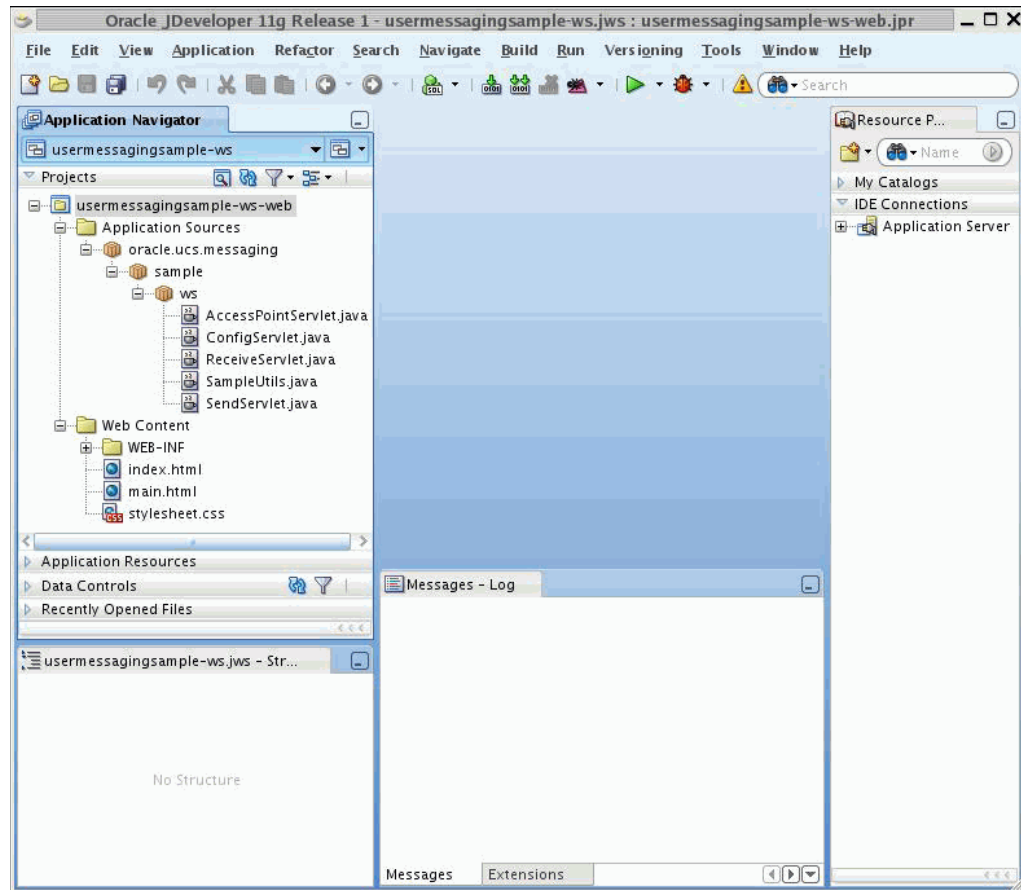 Oracle JDeveloper 11g Release 1 - usermessagingsample-ws.jws : usermessagingsample-ws-web.jpr
File Edit View Application Refactor Search Navigate Build Run Versioning Tools Window Help
Search
Application Navigator
usermessagingsample-ws
Projects
usermessagingsample-ws-web
Application Sources
oracle.ucs.messaging
sample
ws
AccessPointServlet.java
ConfigServlet.java
ReceiveServlet.java
SampleUtils.java
SendServlet.java
Web Content
WEB-INF
index.html
main.html
stylesheet.css
Application Resources
Data Controls
Recently Opened Files
usermessagingsample-ws.jws - Str...
No Structure
Messages - Log
Messages Extensions
Resource P...
Name
My Catalogs
IDE Connections
Application Server